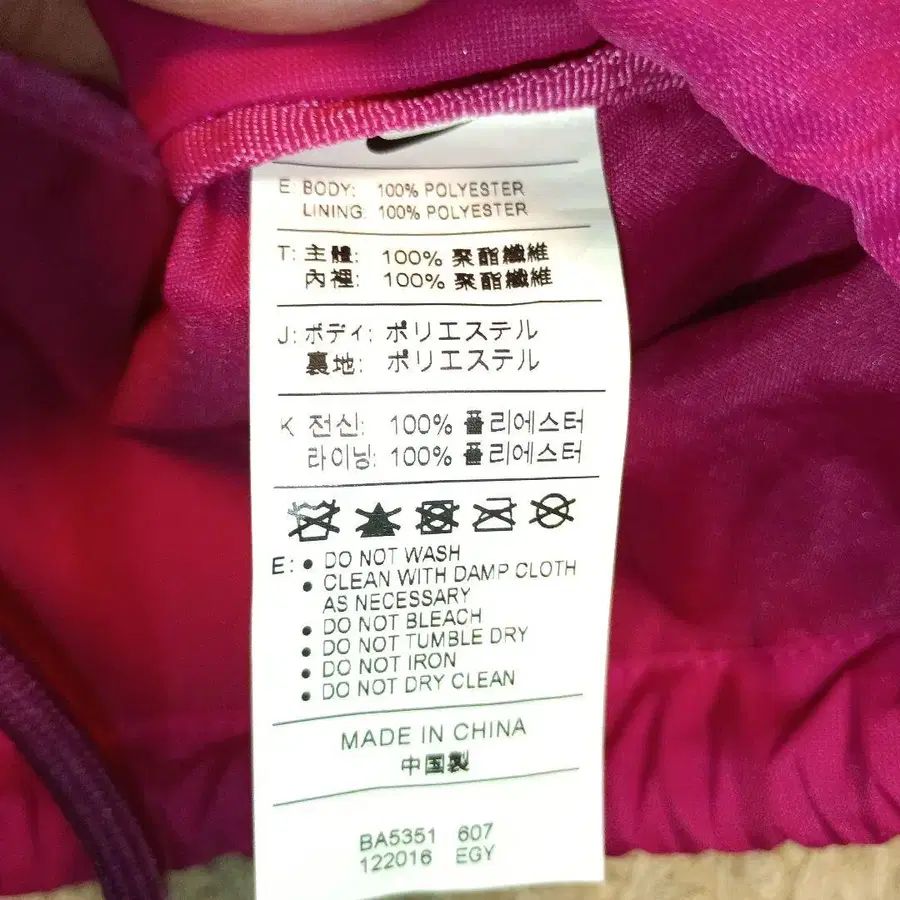 E: BODY: 100% POLYESTER
LINING: 100% POLYESTER
T: 主體: 100% 聚酯纖維
內裡: 100% 聚酯纖維
J: ボディ: ポリエステル
裏地: ポリエステル
K 전신: 100% 폴리에스터
라이닝: 100% 폴리에스터
E: • DO NOT WASH
• CLEAN WITH DAMP CLOTH
AS NECESSARY
• DO NOT BLEACH
• DO NOT TUMBLE DRY
• DO NOT IRON
• DO NOT DRY CLEAN
MADE IN CHINA
中国製
BA5351 607
122016 EGY